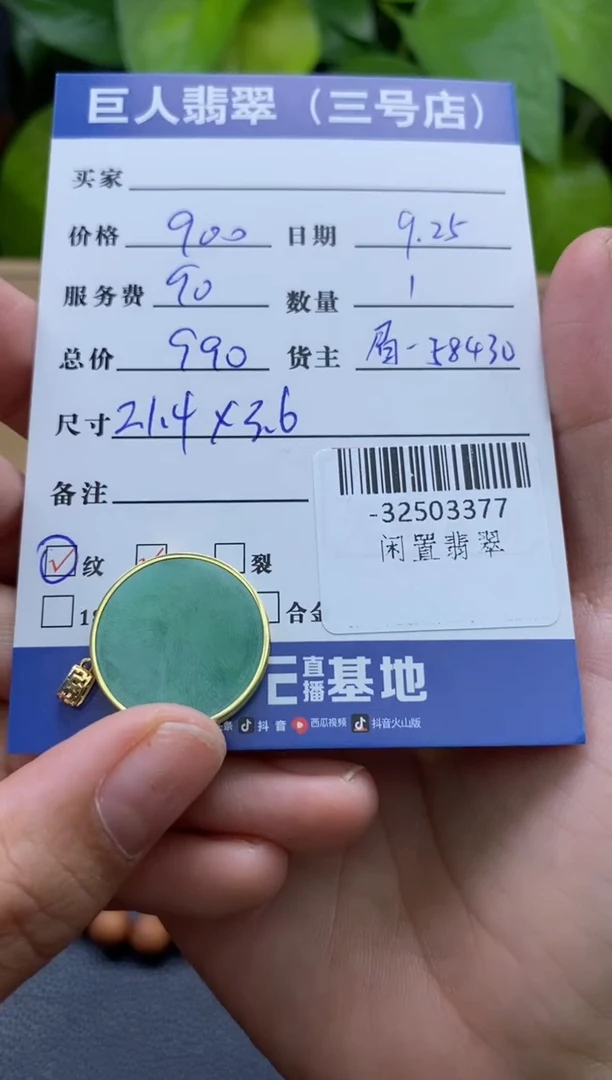 巨人翡翠（三号店）
买家
价格 900 日期 9.25
服务费 90 数量 1
总价 990 货主 眉-58430
尺寸 21.4×3.6
备注
-32503377
闲置翡翠
纹 裂
合金
直播基地
抖音 西瓜视频 抖音火山版